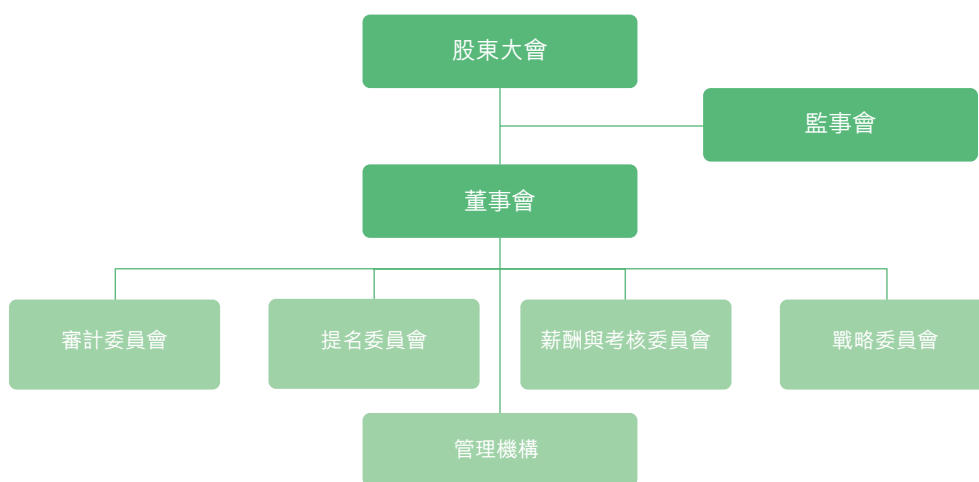 股東大會
監事會
董事會
審計委員會
提名委員會
薪酬與考核委員會
戰略委員會
管理機構